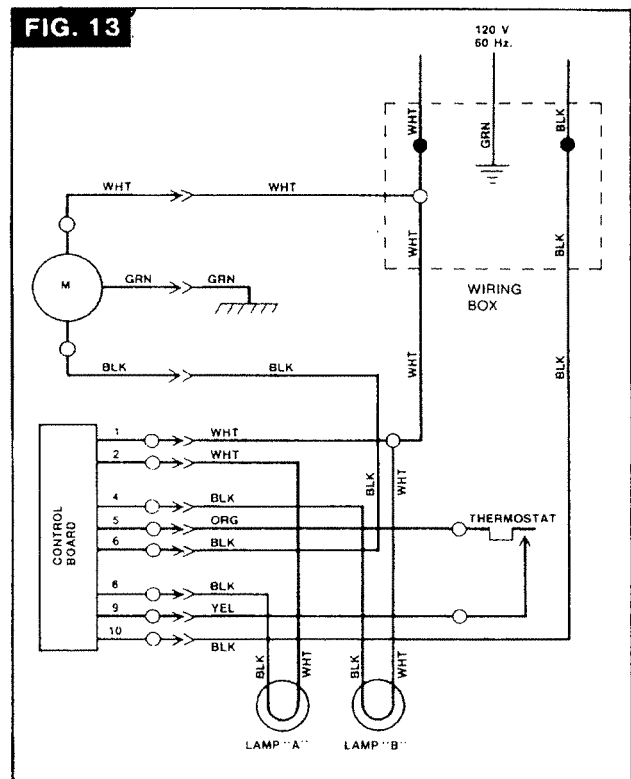 FIG. 13
120 V
60 Hz.
WHT
GRN
BLK
WHT
WHT
WHT
BLK
M
GRN
GRN
WIRING
BOX
BLK
BLK
WHT
BLK
CONTROL
BOARD
1
WHT
2
WHT
4
BLK
5
ORG
6
BLK
8
BLK
9
YEL
10
BLK
BLK
WHT
THERMOSTAT
BLK
WHT
BLK
WHT
LAMP "A"
LAMP "B"